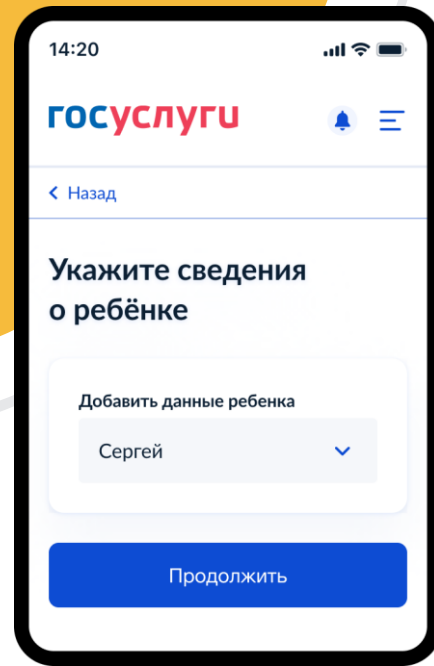 14:20
госуслуги
Назад
Укажите сведения
о ребёнке
Добавить данные ребенка
Сергей
Продолжить